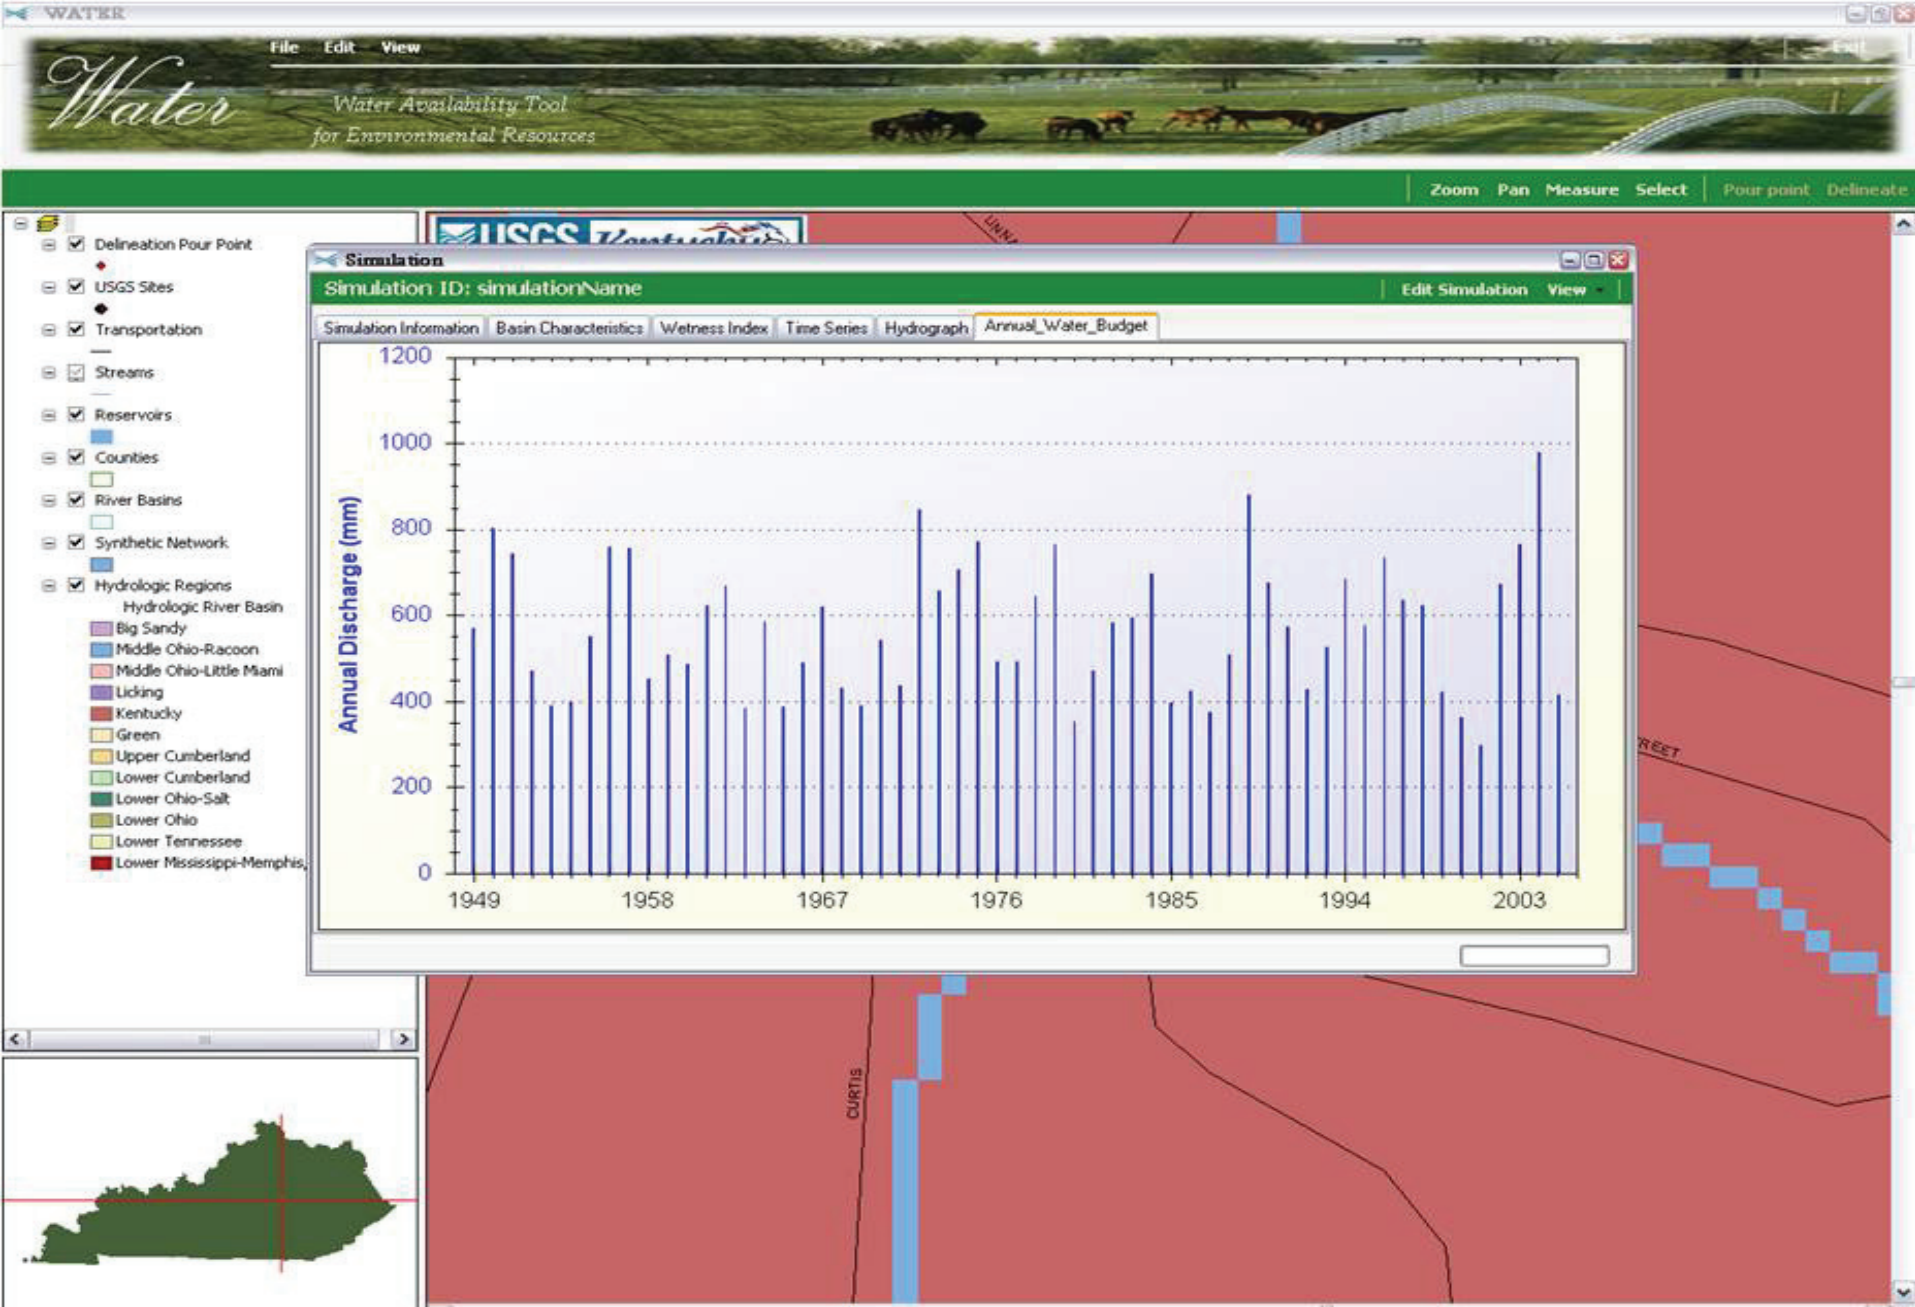 WATER
File Edit View
Exit
Water
Water Availability Tool
for Environmental Resources
Zoom Pan Measure Select Pour point Delineate
Delineation Pour Point
USGS Sites
Transportation
Streams
Reservoirs
Counties
River Basins
Synthetic Network
Hydrologic Regions
Hydrologic River Basin
Big Sandy
Middle Ohio-Racoon
Middle Ohio-Little Miami
Licking
Kentucky
Green
Upper Cumberland
Lower Cumberland
Lower Ohio-Salt
Lower Ohio
Lower Tennessee
Lower Mississippi-Memphis,
USGS Kentucky
Simulation
Simulation ID: simulationName
Edit Simulation View
Simulation Information Basin Characteristics Wetness Index Time Series Hydrograph Annual_Water_Budget
Annual Discharge (mm)
1200
1000
800
600
400
200
0
1949 1958 1967 1976 1985 1994 2003
CURTIS